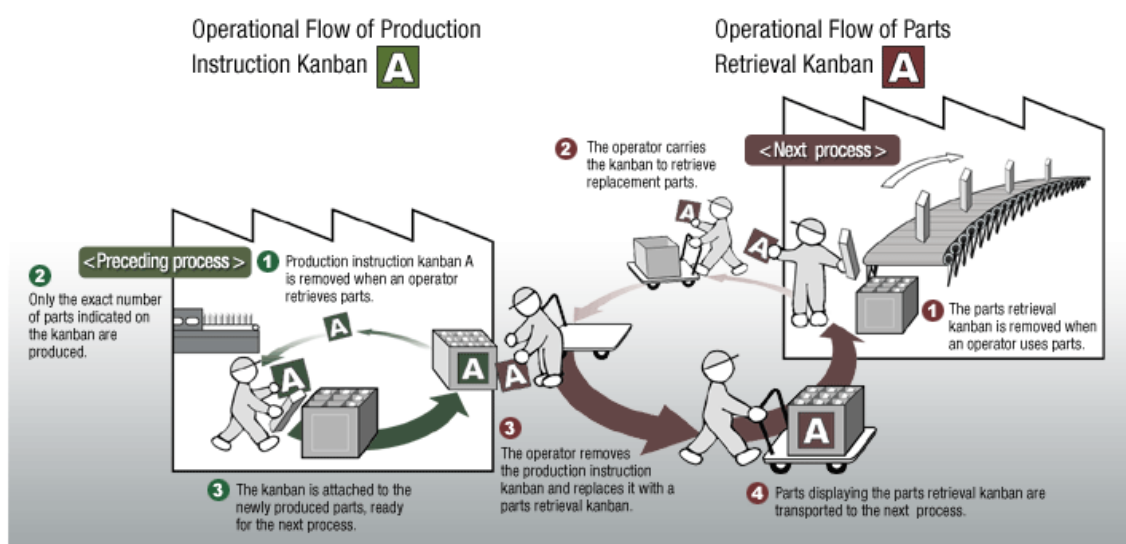 Operational Flow of Production
Instruction Kanban A
Operational Flow of Parts
Retrieval Kanban A
<Next process>
2 The operator carries
the kanban to retrieve
replacement parts.
A
A
<Preceding process>
1 Production instruction kanban A
is removed when an operator
retrieves parts.
2
Only the exact number
of parts indicated on
the kanban are
produced.
A
A
A
A
1 The parts retrieval
kanban is removed when
an operator uses parts.
A
3
The operator removes
the production instruction
kanban and replaces it with a
parts retrieval kanban.
3 The kanban is attached to the
newly produced parts, ready
for the next process.
4 Parts displaying the parts retrieval kanban are
transported to the next process.